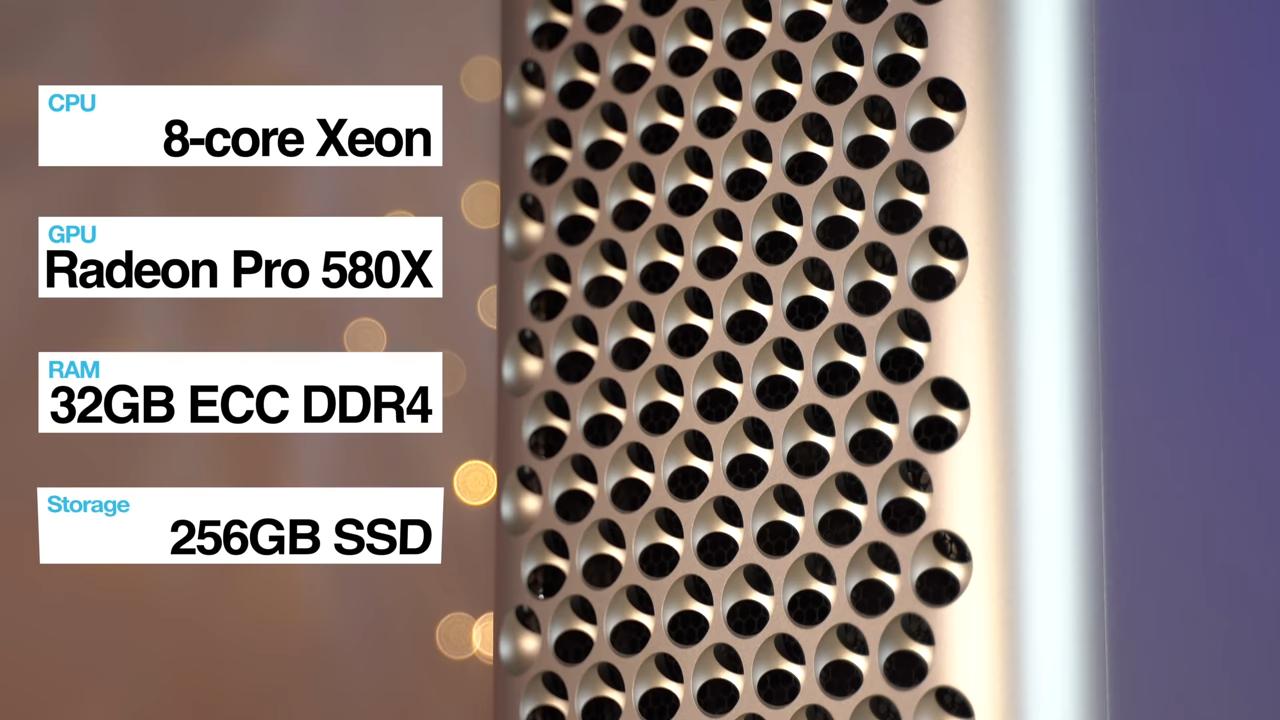 CPU
8-core Xeon
GPU
Radeon Pro 580X
RAM
32GB ECC DDR4
Storage
256GB SSD